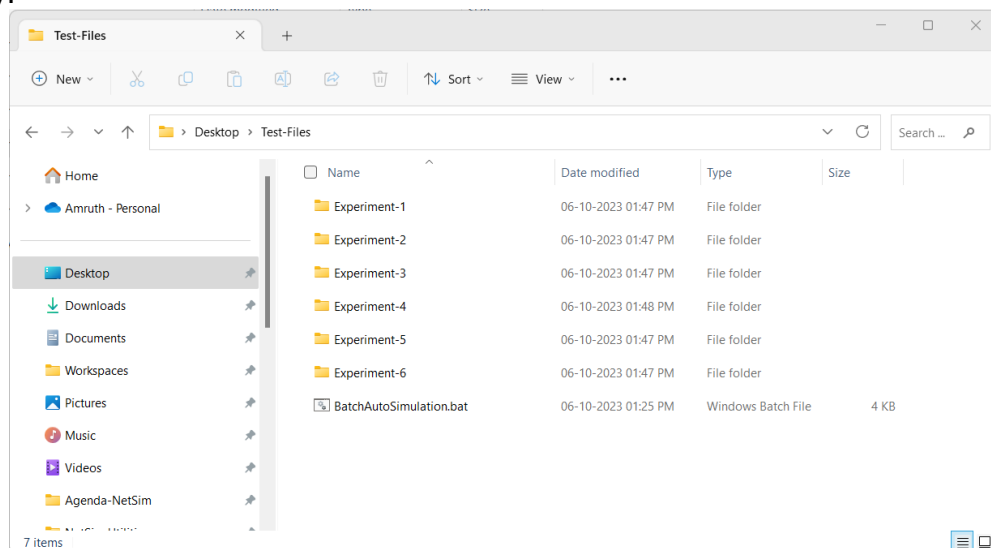 Test-Files
New
Sort
View
Desktop > Test-Files
Search ...
Home
Amruth - Personal
Desktop
Downloads
Documents
Workspaces
Pictures
Music
Videos
Agenda-NetSim
Name Date modified Type Size
Experiment-1 06-10-2023 01:47 PM File folder
Experiment-2 06-10-2023 01:47 PM File folder
Experiment-3 06-10-2023 01:47 PM File folder
Experiment-4 06-10-2023 01:48 PM File folder
Experiment-5 06-10-2023 01:47 PM File folder
Experiment-6 06-10-2023 01:47 PM File folder
BatchAutoSimulation.bat 06-10-2023 01:25 PM Windows Batch File 4 KB
7 items